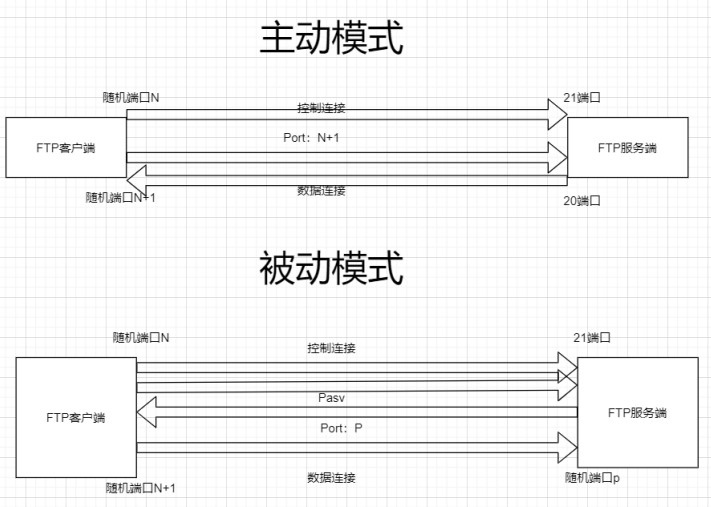 主动模式
随机端口N
21端口
控制连接
Port：N+1
FTP客户端
FTP服务端
数据连接
随机端口N+1
20端口
被动模式
随机端口N
21端口
控制连接
Pasv
FTP客户端
FTP服务端
Port：P
数据连接
随机端口p
随机端口N+1